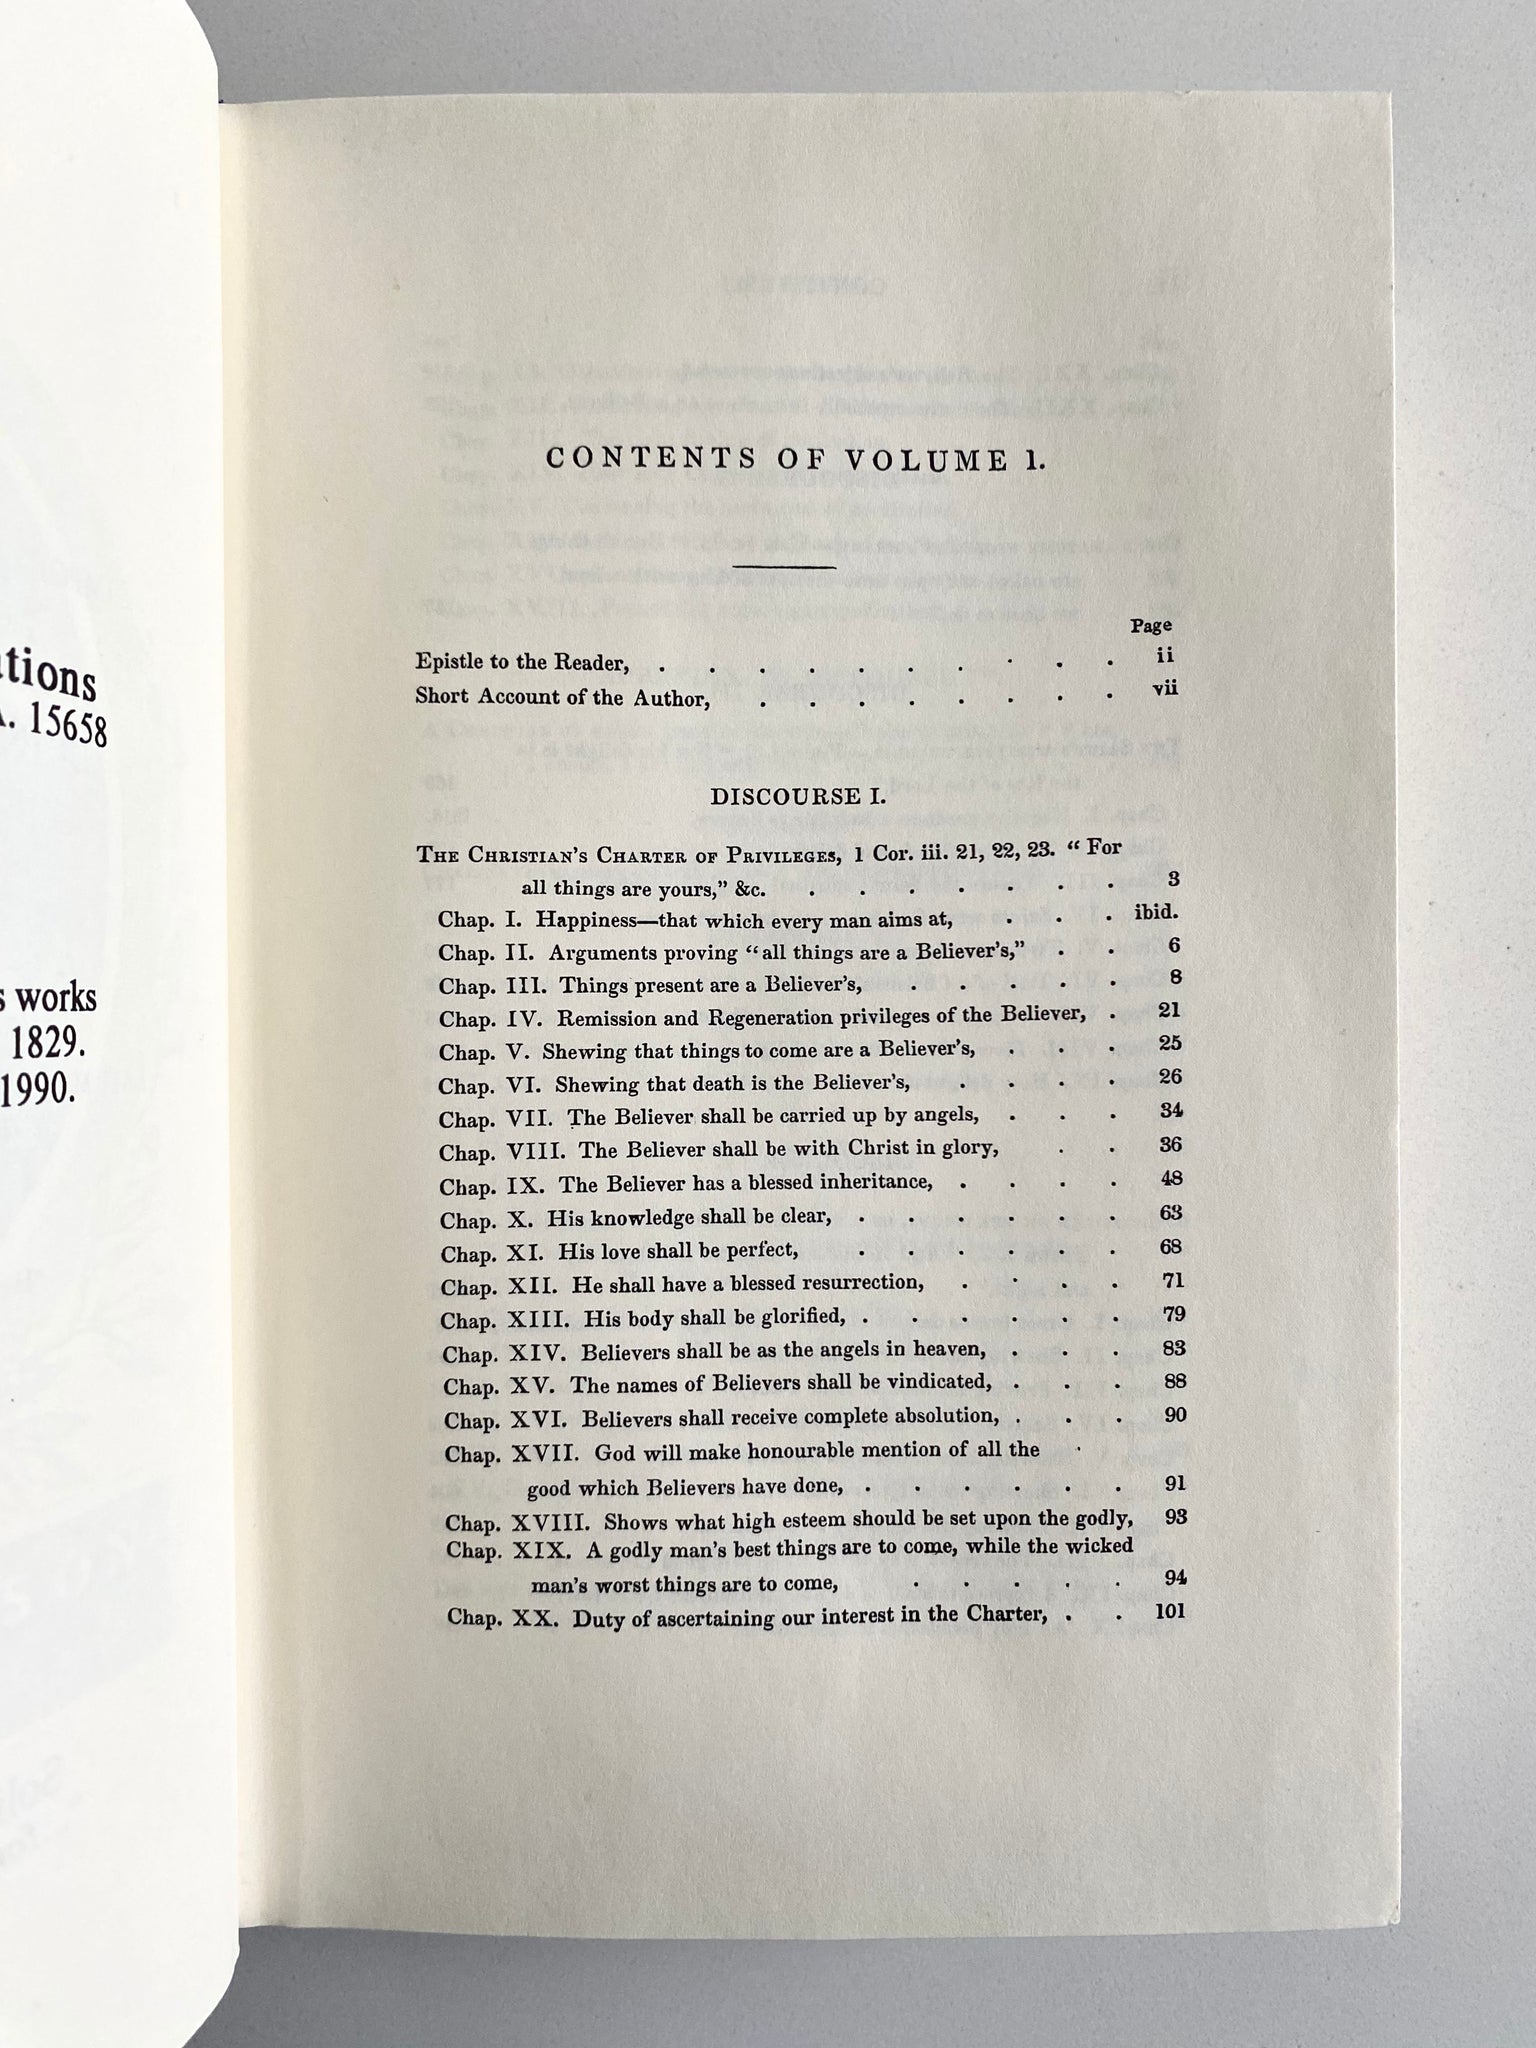 ations
A. 15658
s works
1829.
1990.
CONTENTS OF VOLUME 1.
Page
Epistle to the Reader, . . . . . . . . . . ii
Short Account of the Author, . . . . . . . . vii
DISCOURSE I.
THE CHRISTIAN'S CHARTER OF PRIVILEGES, 1 Cor. iii. 21, 22, 23. “ For
all things are yours,” &c. . . . . . . . 3
Chap. I. Happiness—that which every man aims at, . . . ibid.
Chap. II. Arguments proving “all things are a Believer's,” . . 6
Chap. III. Things present are a Believer's, . . . . . 8
Chap. IV. Remission and Regeneration privileges of the Believer, . 21
Chap. V. Shewing that things to come are a Believer's, . . . 25
Chap. VI. Shewing that death is the Believer's, . . . . 26
Chap. VII. The Believer shall be carried up by angels, . . . 34
Chap. VIII. The Believer shall be with Christ in glory, . . 36
Chap. IX. The Believer has a blessed inheritance, . . . . 48
Chap. X. His knowledge shall be clear, . . . . . . 63
Chap. XI. His love shall be perfect, . . . . . . 68
Chap. XII. He shall have a blessed resurrection, . . . . 71
Chap. XIII. His body shall be glorified, . . . . . . 79
Chap. XIV. Believers shall be as the angels in heaven, . . . 83
Chap. XV. The names of Believers shall be vindicated, . . . 88
Chap. XVI. Believers shall receive complete absolution, . . . 90
Chap. XVII. God will make honourable mention of all the
good which Believers have done, . . . . . . 91
Chap. XVIII. Shows what high esteem should be set upon the godly, 93
Chap. XIX. A godly man's best things are to come, while the wicked
man's worst things are to come, . . . . . 94
Chap. XX. Duty of ascertaining our interest in the Charter, . . 101